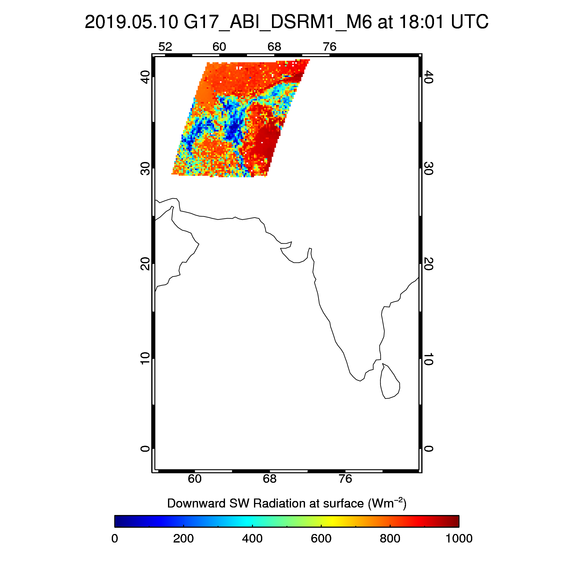 2019.05.10 G17_ABI_DSRM1_M6 at 18:01 UTC
52 60 68 76
40 40
30 30
20 20
10 10
0 0
60 68 76
Downward SW Radiation at surface (Wm⁻²)
0 200 400 600 800 1000